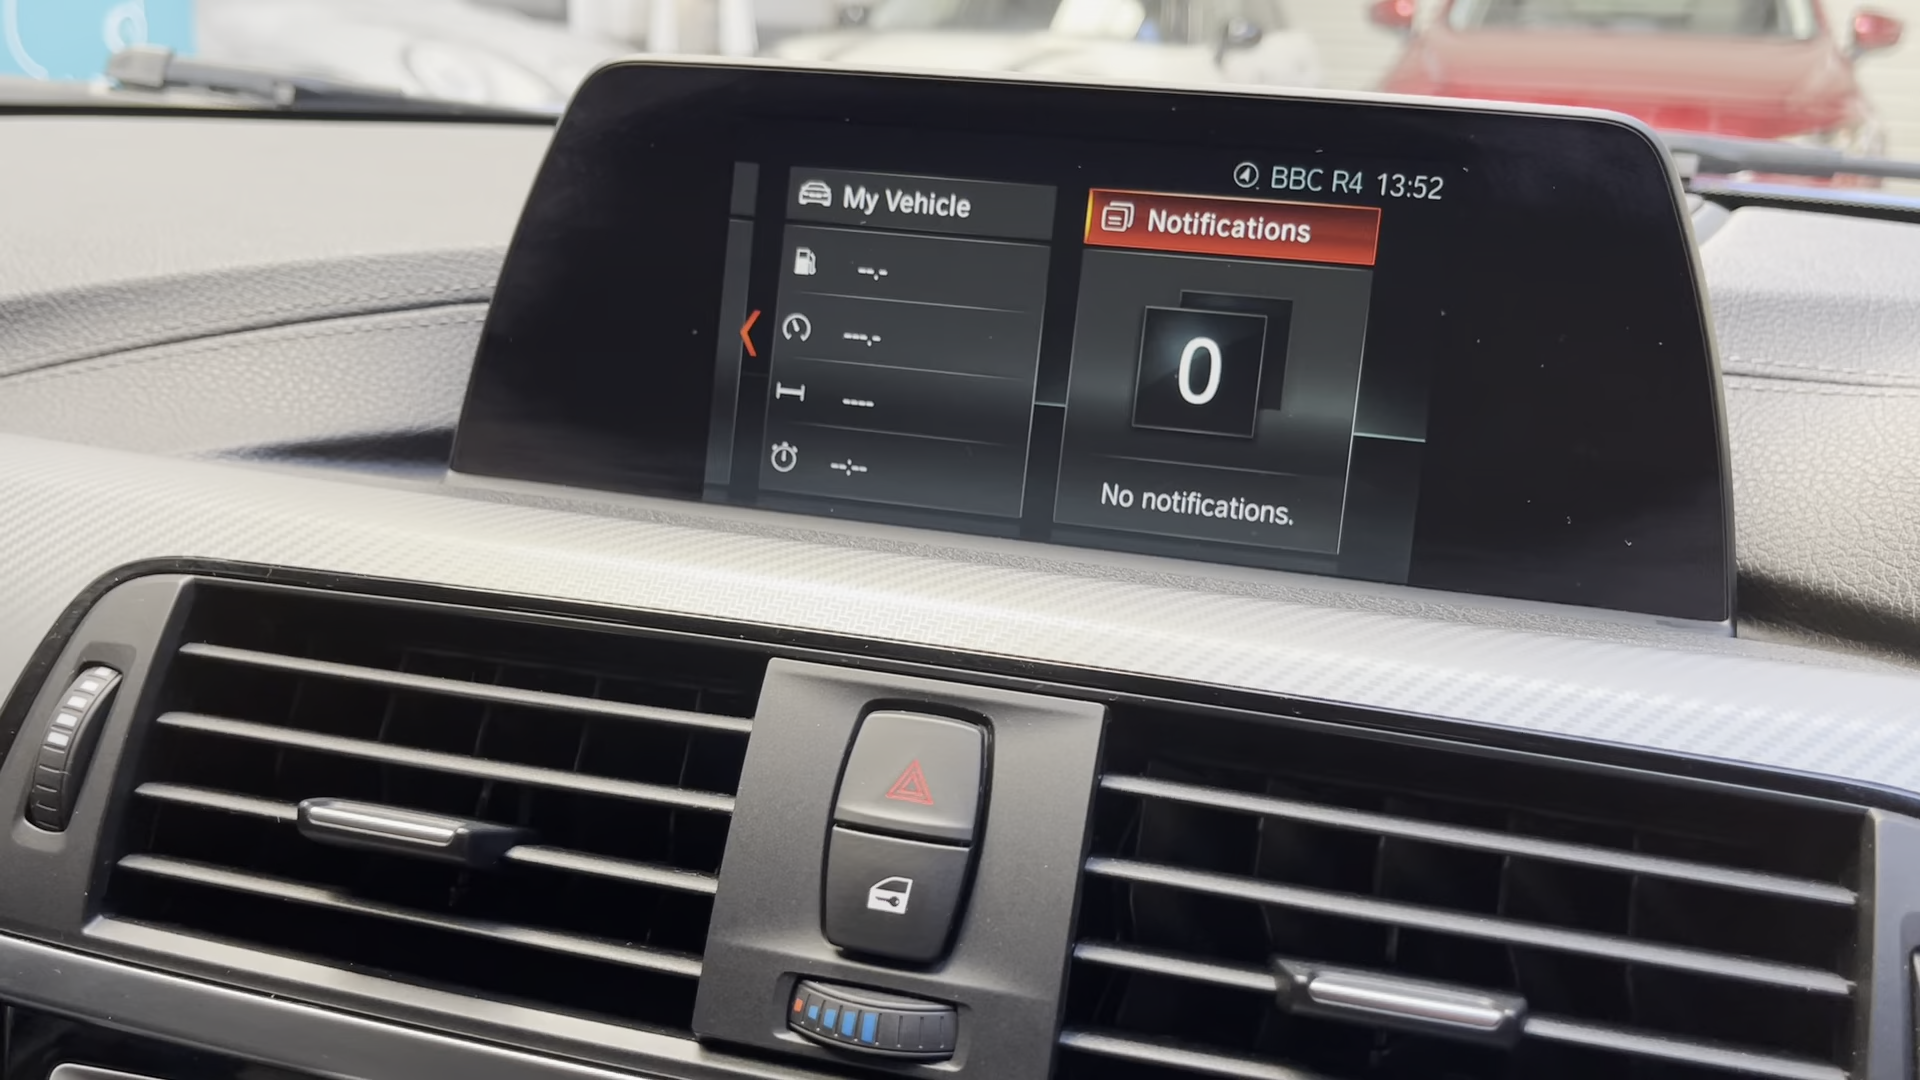 BBC R4 13:52
My Vehicle
Notifications
--.-
---.-
----
--:--
0
No notifications.